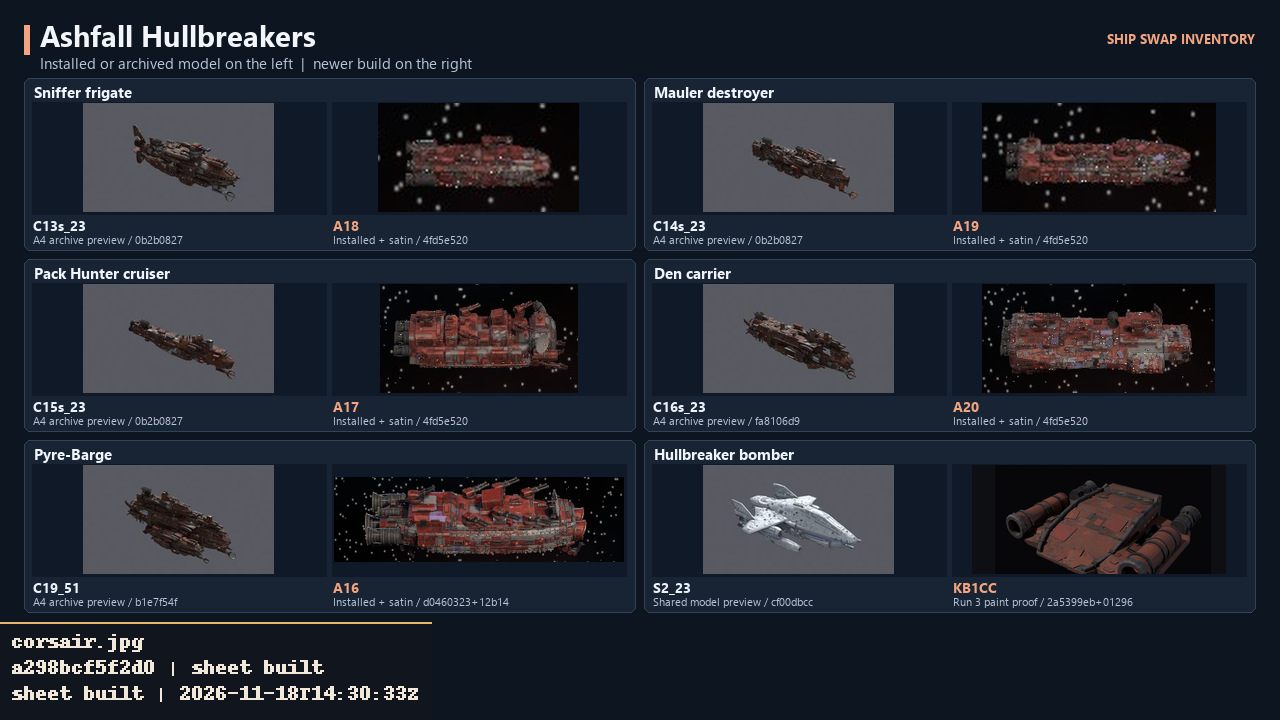 Ashfall Hullbreakers
SHIP SWAP INVENTORY
Installed or archived model on the left | newer build on the right
Sniffer frigate
C13s_23
A4 archive preview / 0b2b0827
A18
Installed + satin / 4fd5e520
Mauler destroyer
C14s_23
A4 archive preview / 0b2b0827
A19
Installed + satin / 4fd5e520
Pack Hunter cruiser
C15s_23
A4 archive preview / 0b2b0827
A17
Installed + satin / 4fd5e520
Den carrier
C16s_23
A4 archive preview / fa8106d9
A20
Installed + satin / 4fd5e520
Pyre-Barge
C19_51
A4 archive preview / b1e7f54f
A16
Installed + satin / d0460323+12b14
Hullbreaker bomber
S2_23
Shared model preview / cf00dbcc
KB1CC
Run 3 paint proof / 2a5399eb+01296
corsair.jpg
a298bcf5f2d0 | sheet built
sheet built | 2026-11-18T14:30:33Z